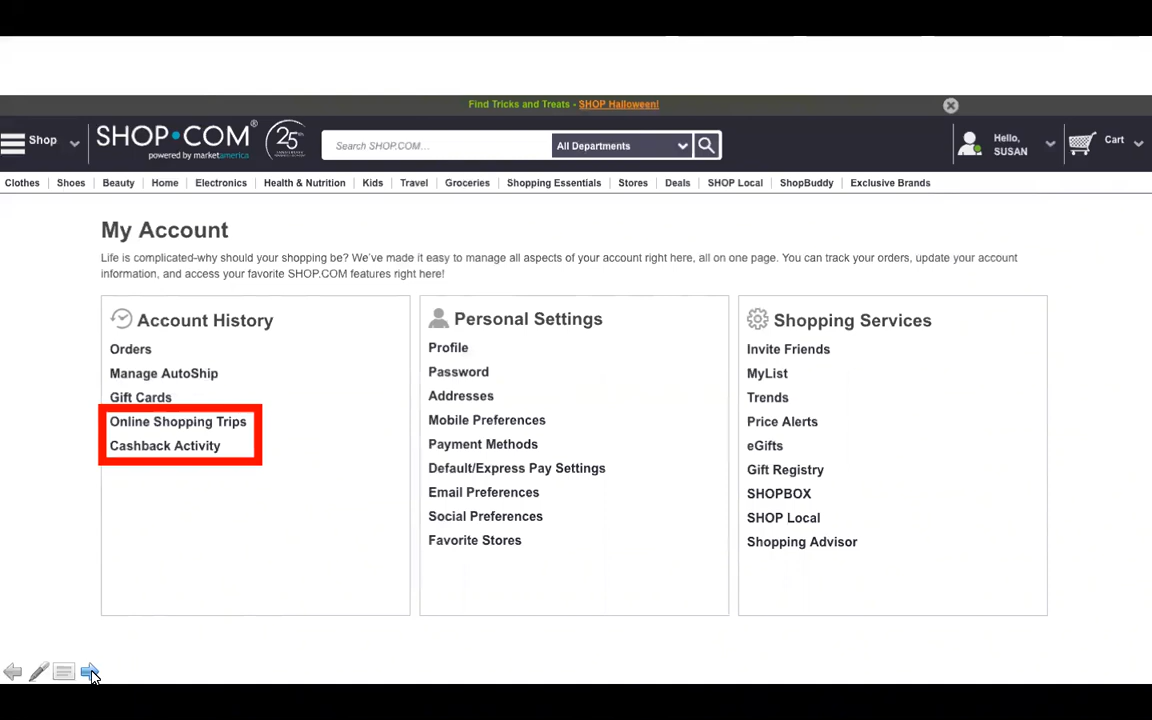 Find Tricks and Treats - SHOP Halloween!
Shop
SHOP•COM®
powered by marketamerica
25
Search SHOP.COM...
All Departments
Hello,
SUSAN
Cart
Clothes Shoes Beauty Home Electronics Health & Nutrition Kids Travel Groceries Shopping Essentials Stores Deals SHOP Local ShopBuddy Exclusive Brands
My Account
Life is complicated-why should your shopping be? We've made it easy to manage all aspects of your account right here, all on one page. You can track your orders, update your account
information, and access your favorite SHOP.COM features right here!
Account History
Orders
Manage AutoShip
Gift Cards
Online Shopping Trips
Cashback Activity
Personal Settings
Profile
Password
Addresses
Mobile Preferences
Payment Methods
Default/Express Pay Settings
Email Preferences
Social Preferences
Favorite Stores
Shopping Services
Invite Friends
MyList
Trends
Price Alerts
eGifts
Gift Registry
SHOPBOX
SHOP Local
Shopping Advisor